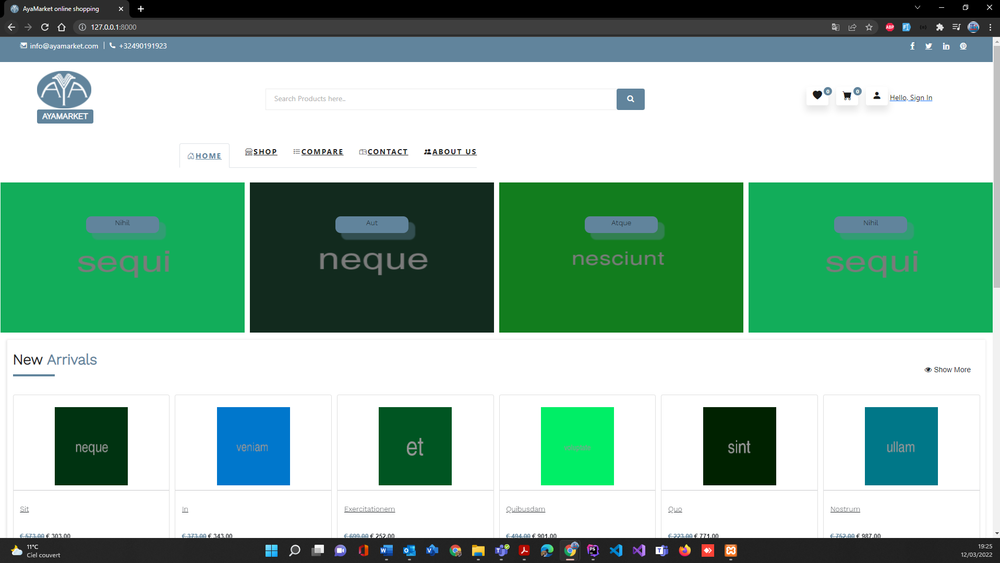 AyaMarket online shopping
127.0.0.1:8000
ABP
info@ayamarket.com | +32490191923
AYA
AYAMARKET
Search Products here..
0
0
Hello, Sign In
HOME
SHOP
COMPARE
CONTACT
ABOUT US
Nihil
sequi
Aut
neque
Atque
nesciunt
Nihil
sequi
New Arrivals
Show More
neque
veniam
et
sint
ullam
Sit
In
Exercitationem
Quibusdam
Quo
Nostrum
€ 573,00 € 303,00
€ 373,00 € 343,00
€ 699,00 € 252,00
€ 494,00 € 901,00
€ 223,00 € 771,00
€ 752,00 € 987,00
11°C
Ciel couvert
19:25
12/03/2022